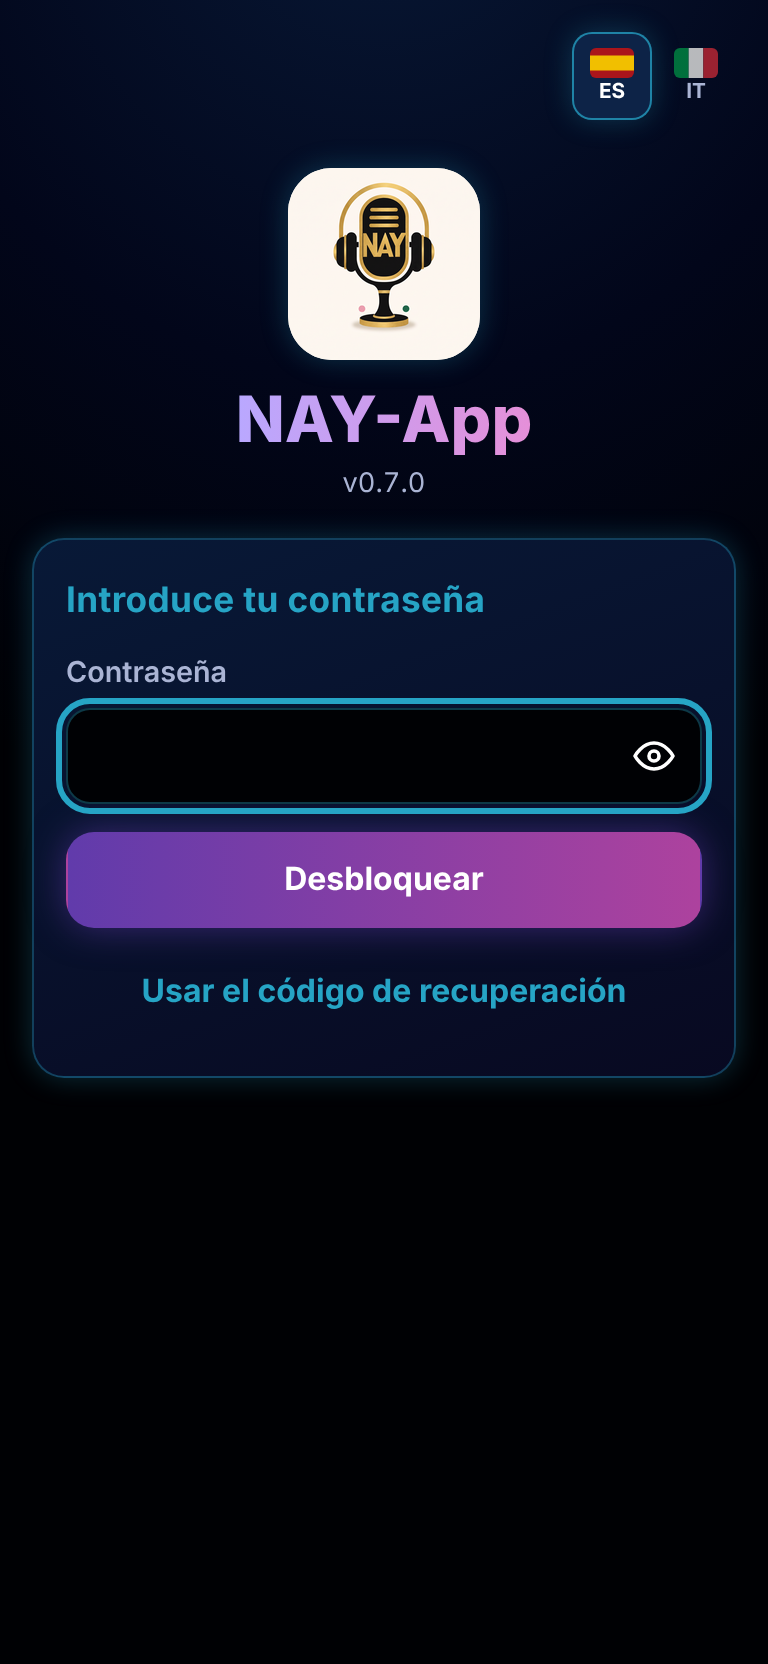 ES
IT
NAY
NAY-App
v0.7.0
Introduce tu contraseña
Contraseña
Desbloquear
Usar el código de recuperación